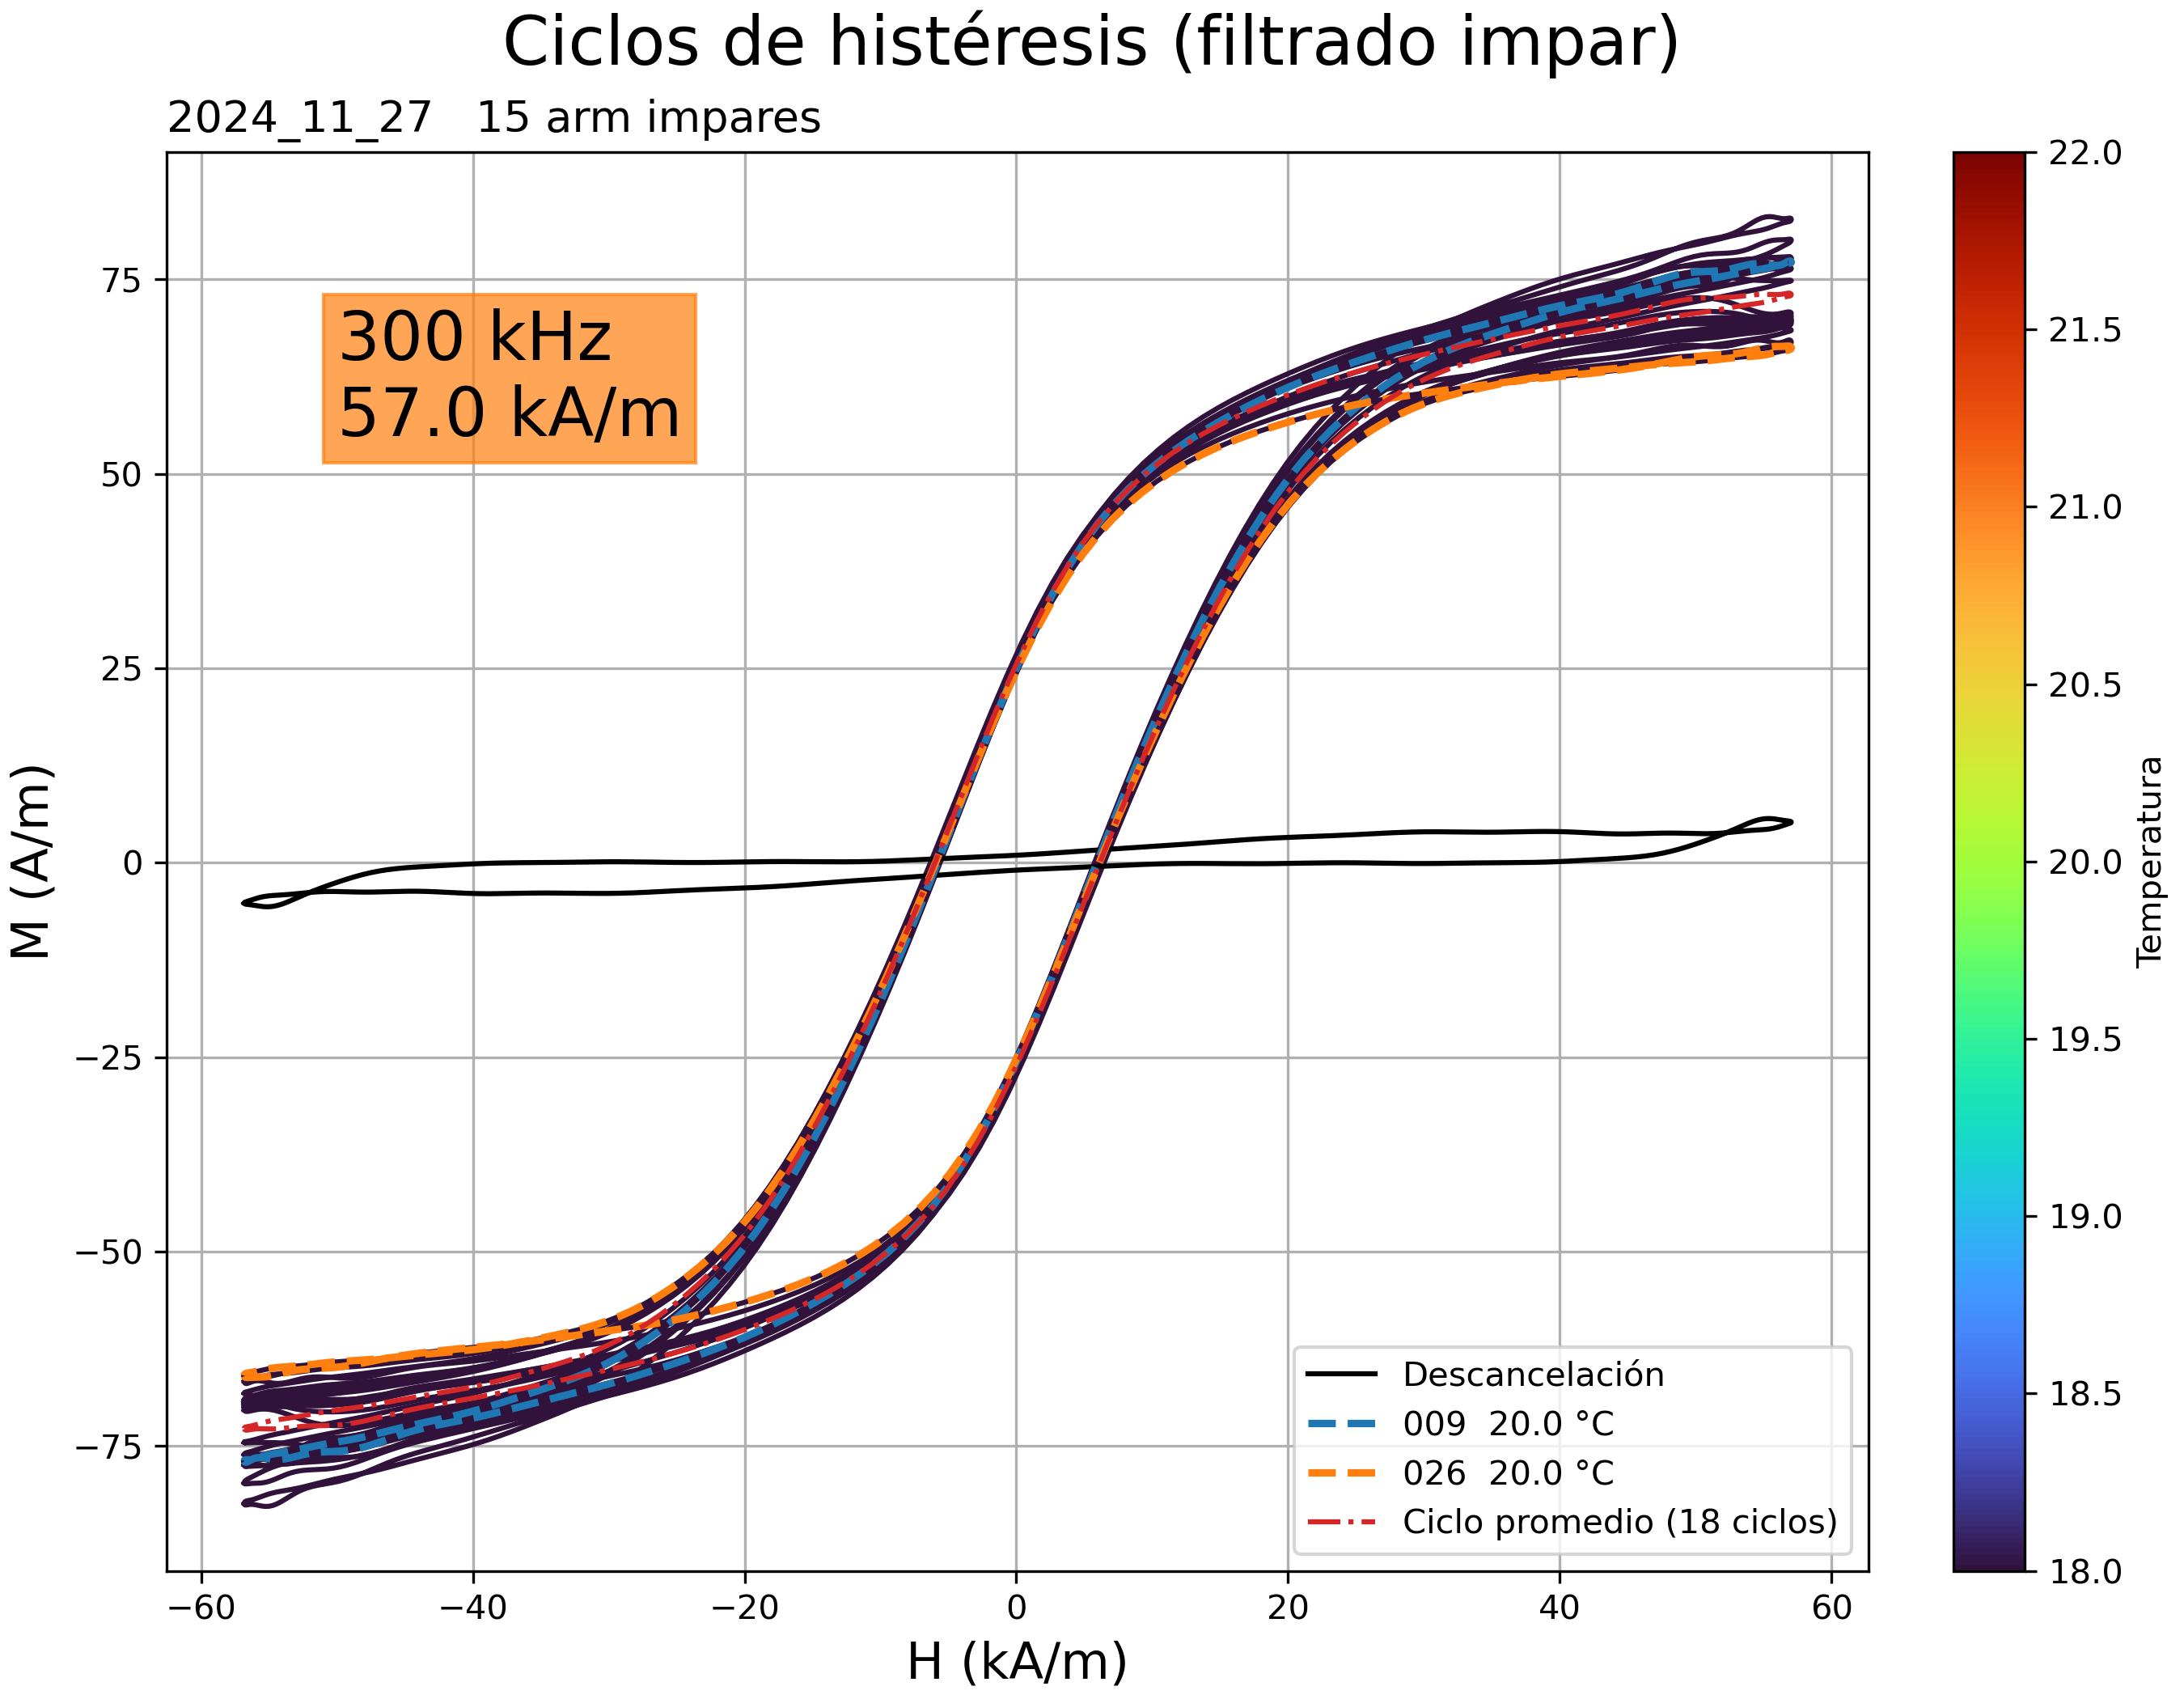 Ciclos de histéresis (filtrado impar)
2024_11_27   15 arm impares
300 kHz
57.0 kA/m
M (A/m)
75
50
25
0
−25
−50
−75
−60
−40
−20
0
20
40
60
H (kA/m)
Descancelación
009  20.0 °C
026  20.0 °C
Ciclo promedio (18 ciclos)
22.0
21.5
21.0
20.5
20.0
19.5
19.0
18.5
18.0
Temperatura